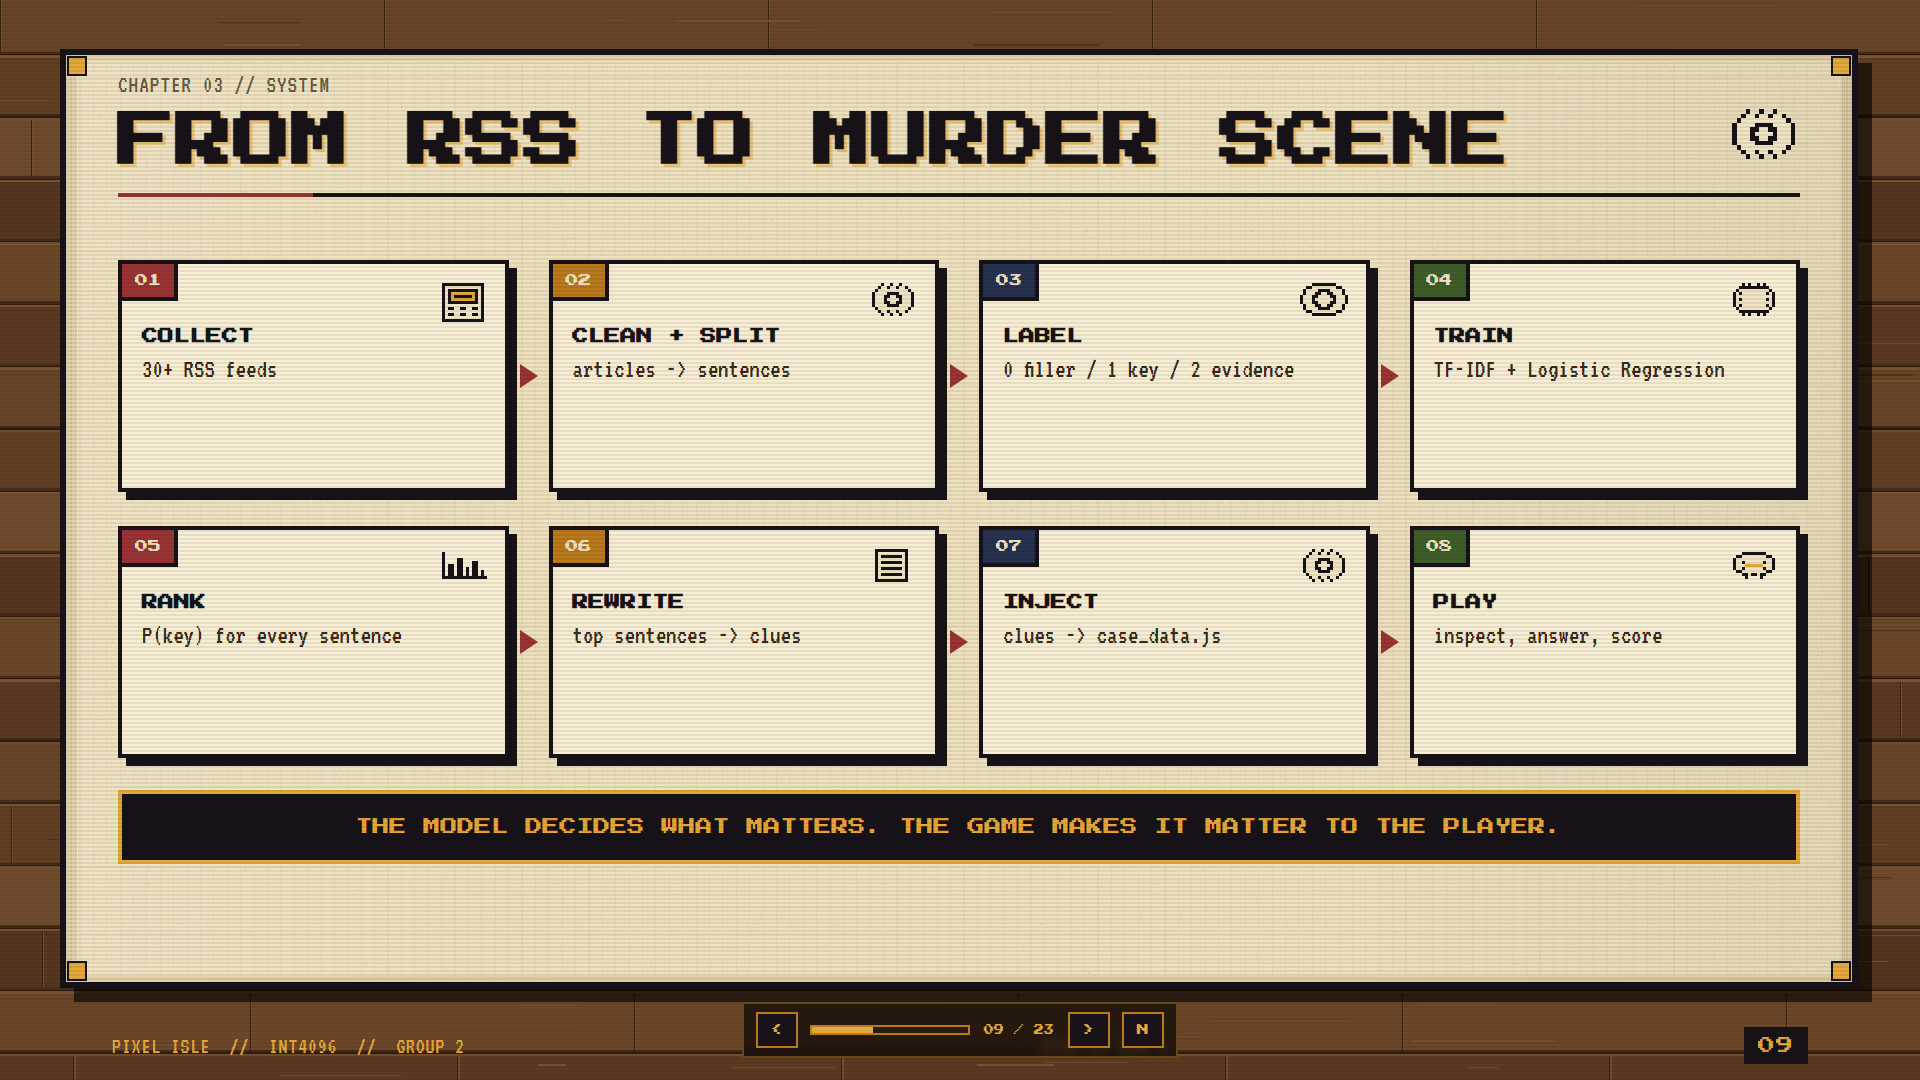 CHAPTER 03 // SYSTEM
FROM RSS TO MURDER SCENE
01
COLLECT
30+ RSS feeds
02
CLEAN + SPLIT
articles -> sentences
03
LABEL
0 filler / 1 key / 2 evidence
04
TRAIN
TF-IDF + Logistic Regression
05
RANK
P(key) for every sentence
06
REWRITE
top sentences -> clues
07
INJECT
clues -> case_data.js
08
PLAY
inspect, answer, score
THE MODEL DECIDES WHAT MATTERS. THE GAME MAKES IT MATTER TO THE PLAYER.
PIXEL ISLE // INT4096 // GROUP 2
< 09 / 23 > N
09